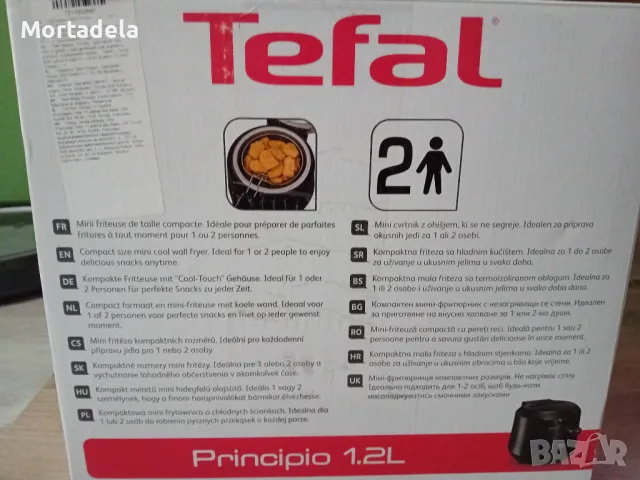 Mortadela
Tefal
®
2
FR Mini friteuse de taille compacte. Idéale pour préparer de parfaites
fritures à tout moment pour 1 ou 2 personnes.
EN Compact size mini cool wall fryer. Ideal for 1 or 2 people to enjoy
delicious snacks anytime.
DE Kompakte Fritteuse mit "Cool-Touch" Gehäuse. Ideal für 1 oder
2 Personen für perfekte Snacks zu jeder Zeit.
NL Compact formaat en mini-friteuse met koele wand. Ideaal voor
1 of 2 personen voor perfecte snacks en friet op ieder gewenst
moment.
CS Mini fritéza kompaktních rozměrů. Ideální pro každodenní
přípravu jídla pro 1 nebo 2 osoby
SK Kompaktné rozmery mini fritézy. Ideálna pre 1 alebo 2 osoby a
vychutnanie lahodného občerstvenia v akomkoľvek čase.
HU Kompakt méretű mini hidegfalú olajsütő. Ideális 1 vagy 2
személynek, hogy a finom harapnivalókat bármikor élvezhesse.
PL Kompaktowa mini frytownica o chłodnych ściankach. Idealna dla
1 lub 2 osób do robienia pysznych przekąsek o każdej porze.
SL Mini cvrtnik z ohišjem, ki se ne segreje. Idealen za pripravo
okusnih jedi za 1 ali 2 osebi.
SR Kompaktna friteza sa hladnim kućištem. Idealna za 1 do 2 osobe
za uživanje u ukusnim jelima u svako doba.
BS Kompaktna mala friteza sa termoizoliranom oblogom. Idealna za
1 ili 2 osobe i uživanje u ukusnim jelima u svako doba dana.
BG Компактен мини-фритюрник с незагряващи се стени. Идеален
за приготвяне на вкусно хапване за 1 или 2-ма души.
RO Mini-friteuză compactă cu pereți reci. Ideală pentru 1 sau 2
persoane pentru a savura gustări delicioase în orice moment.
HR Kompaktna mala friteza s hladnim stjenkama. Idealna za 1 ili 2
osobe za uživanje u ukusnim obrocima u bilo koje vrijeme.
UK Мини-фритюрниця компактних розмірів. Не нагріває стіну.
Ідеально підходить для 1-2 осіб, щоб будь-коли
насолоджуватись смачними закусками
Principio 1.2L
BAZAR
bg